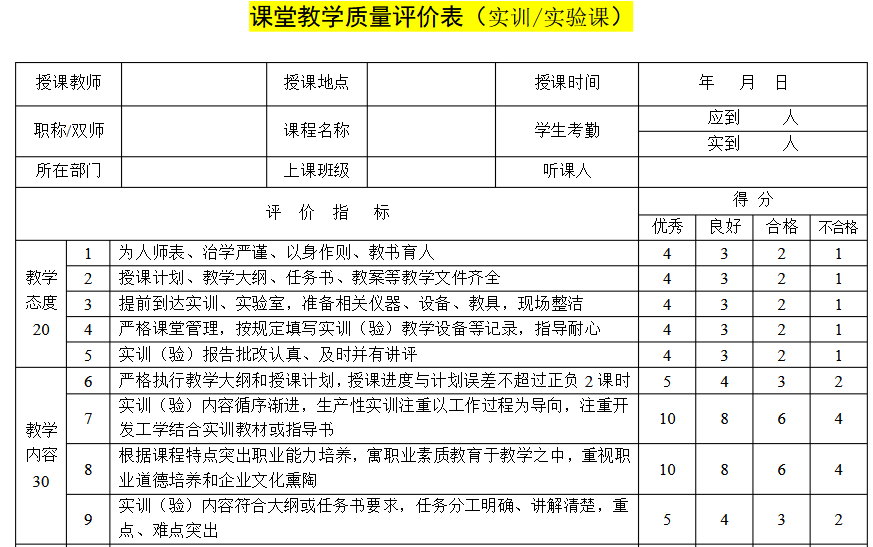 课堂教学质量评价表（实训/实验课）
授课教师 授课地点 授课时间 年 月 日
职称/双师 课程名称 学生考勤 应到 人
实到 人
所在部门 上课班级 听课人
评 价 指 标 得 分
优秀 良好 合格 不合格
教学态度 20
1 为人师表、治学严谨、以身作则、教书育人 4 3 2 1
2 授课计划、教学大纲、任务书、教案等教学文件齐全 4 3 2 1
3 提前到达实训、实验室，准备相关仪器、设备、教具，现场整洁 4 3 2 1
4 严格课堂管理，按规定填写实训（验）教学设备等记录，指导耐心 4 3 2 1
5 实训（验）报告批改认真、及时并有讲评 4 3 2 1
教学内容 30
6 严格执行教学大纲和授课计划，授课进度与计划误差不超过正负 2 课时 5 4 3 2
7 实训（验）内容循序渐进，生产性实训注重以工作过程为导向，注重开
发工学结合实训教材或指导书 10 8 6 4
8 根据课程特点突出职业能力培养，寓职业素质教育于教学之中，重视职
业道德培养和企业文化熏陶 10 8 6 4
9 实训（验）内容符合大纲或任务书要求，任务分工明确、讲解清楚，重
点、难点突出 5 4 3 2